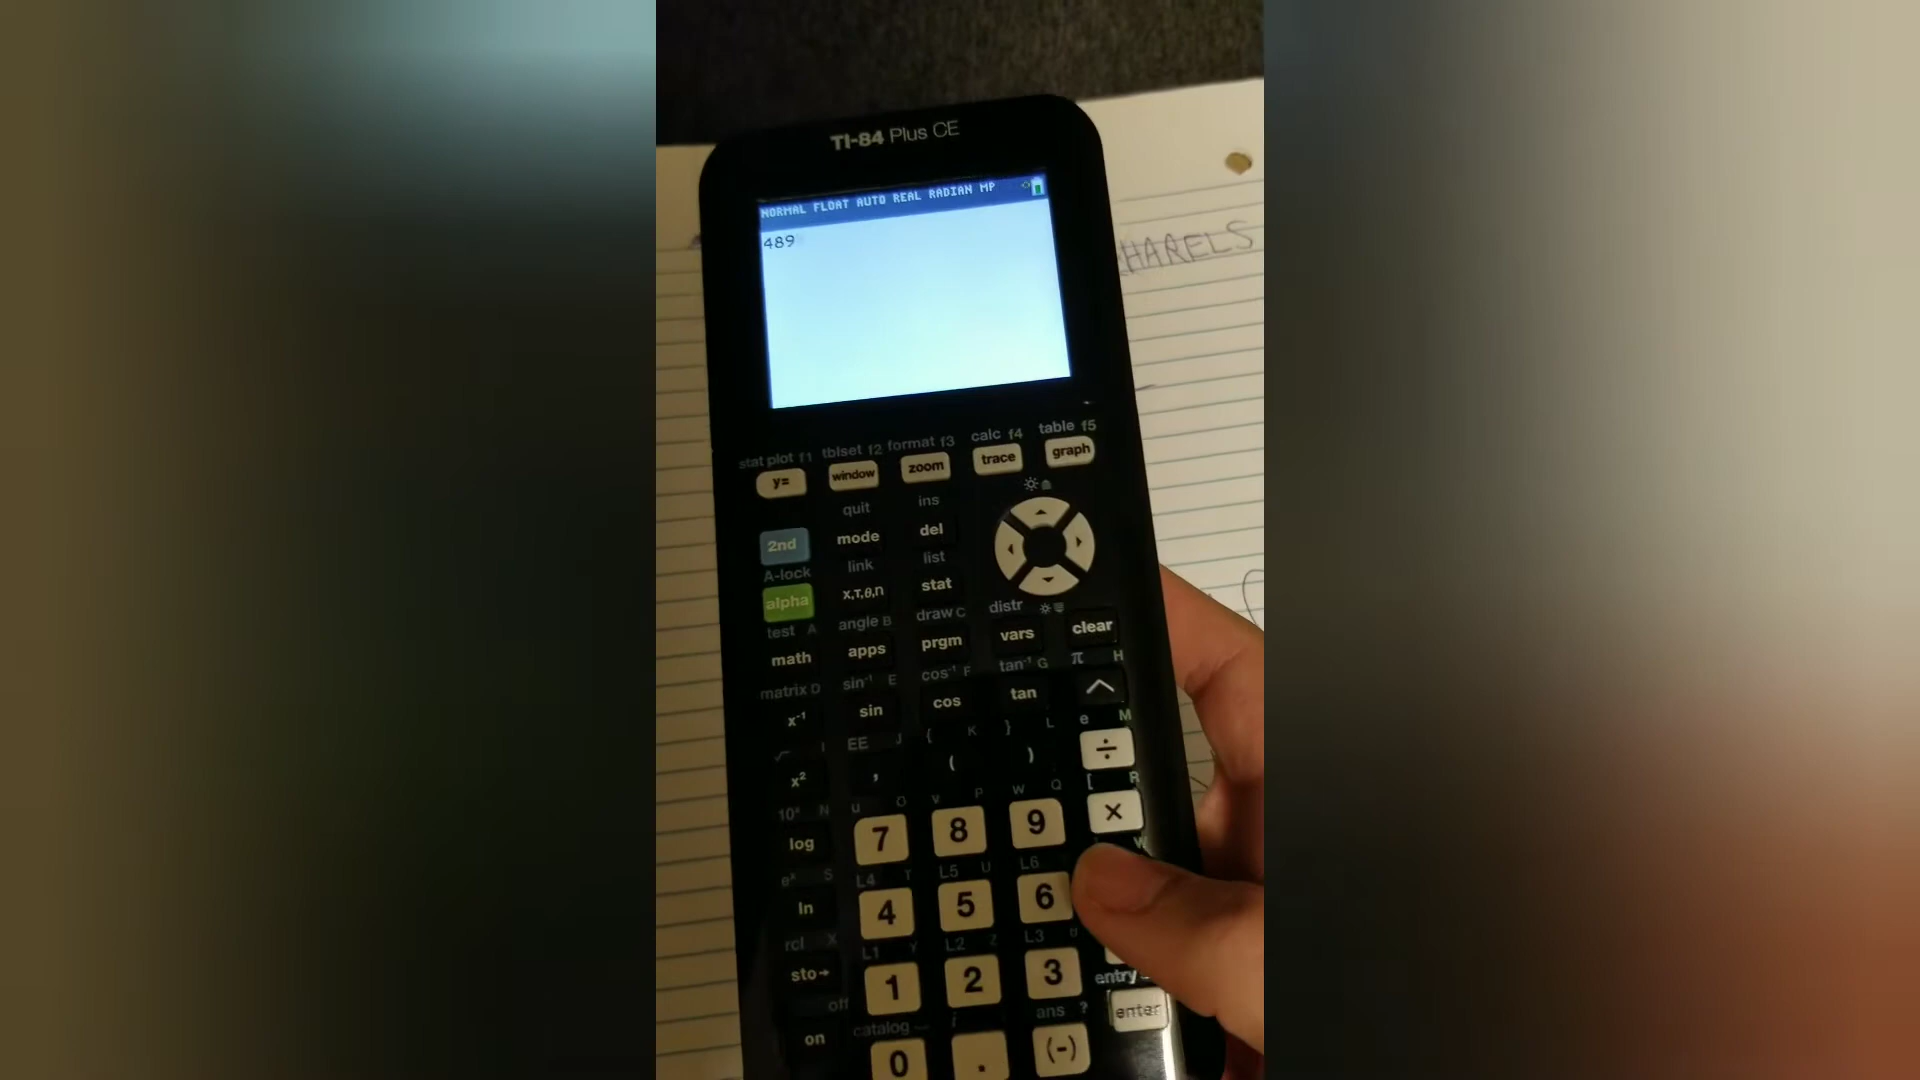 TI-84 Plus CE
NORMAL FLOAT AUTO REAL RADIAN MP
489
HARELS
stat plot f1 tblset f2 format f3 calc f4 table f5
y= window zoom trace graph
quit ins
2nd mode del
A-lock link list
alpha X,T,θ,n stat
test A angle B draw C distr
math apps prgm vars clear
matrix D sin⁻¹ E cos⁻¹ F tan⁻¹ G π H
x⁻¹ sin cos tan ^
√ I EE J { K } L e M
x² , ( ) ÷
10ˣ N u O v P w Q [ R
log 7 8 9 ×
eˣ S L4 T L5 U L6 W
ln 4 5 6
rcl X L1 Y L2 Z L3 θ
sto→ 1 2 3
off catalog i ans ? entry
on 0 . (-) enter